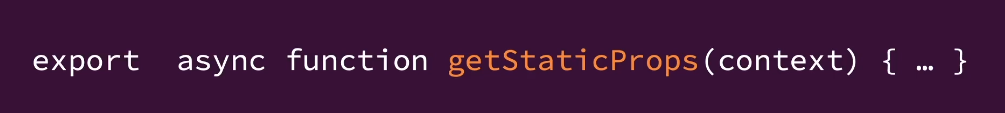 export  async function getStaticProps(context) { … }